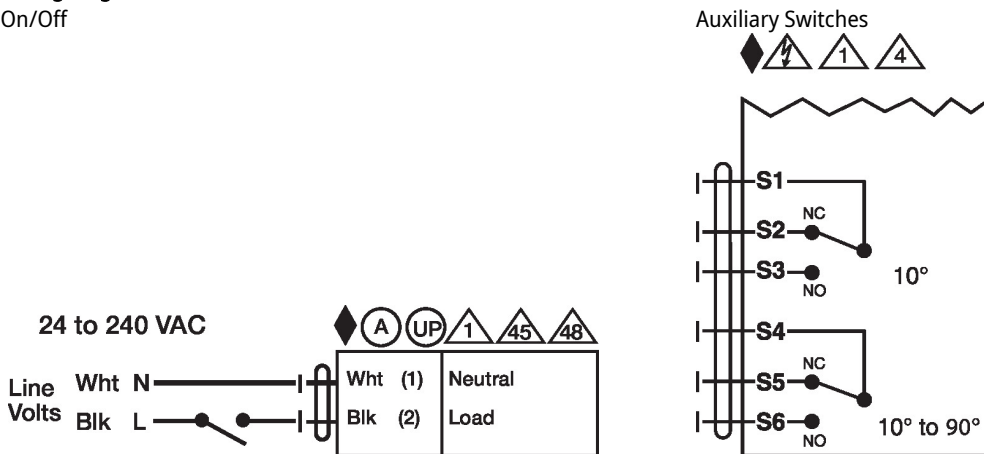 On/Off
Auxiliary Switches
1 4
S1
NC
S2
S3
NO
10°
S4
NC
S5
S6
NO
10° to 90°
24 to 240 VAC
A UP 1 45 48
Line Volts
Wht N
Blk L
Wht (1) Neutral
Blk (2) Load